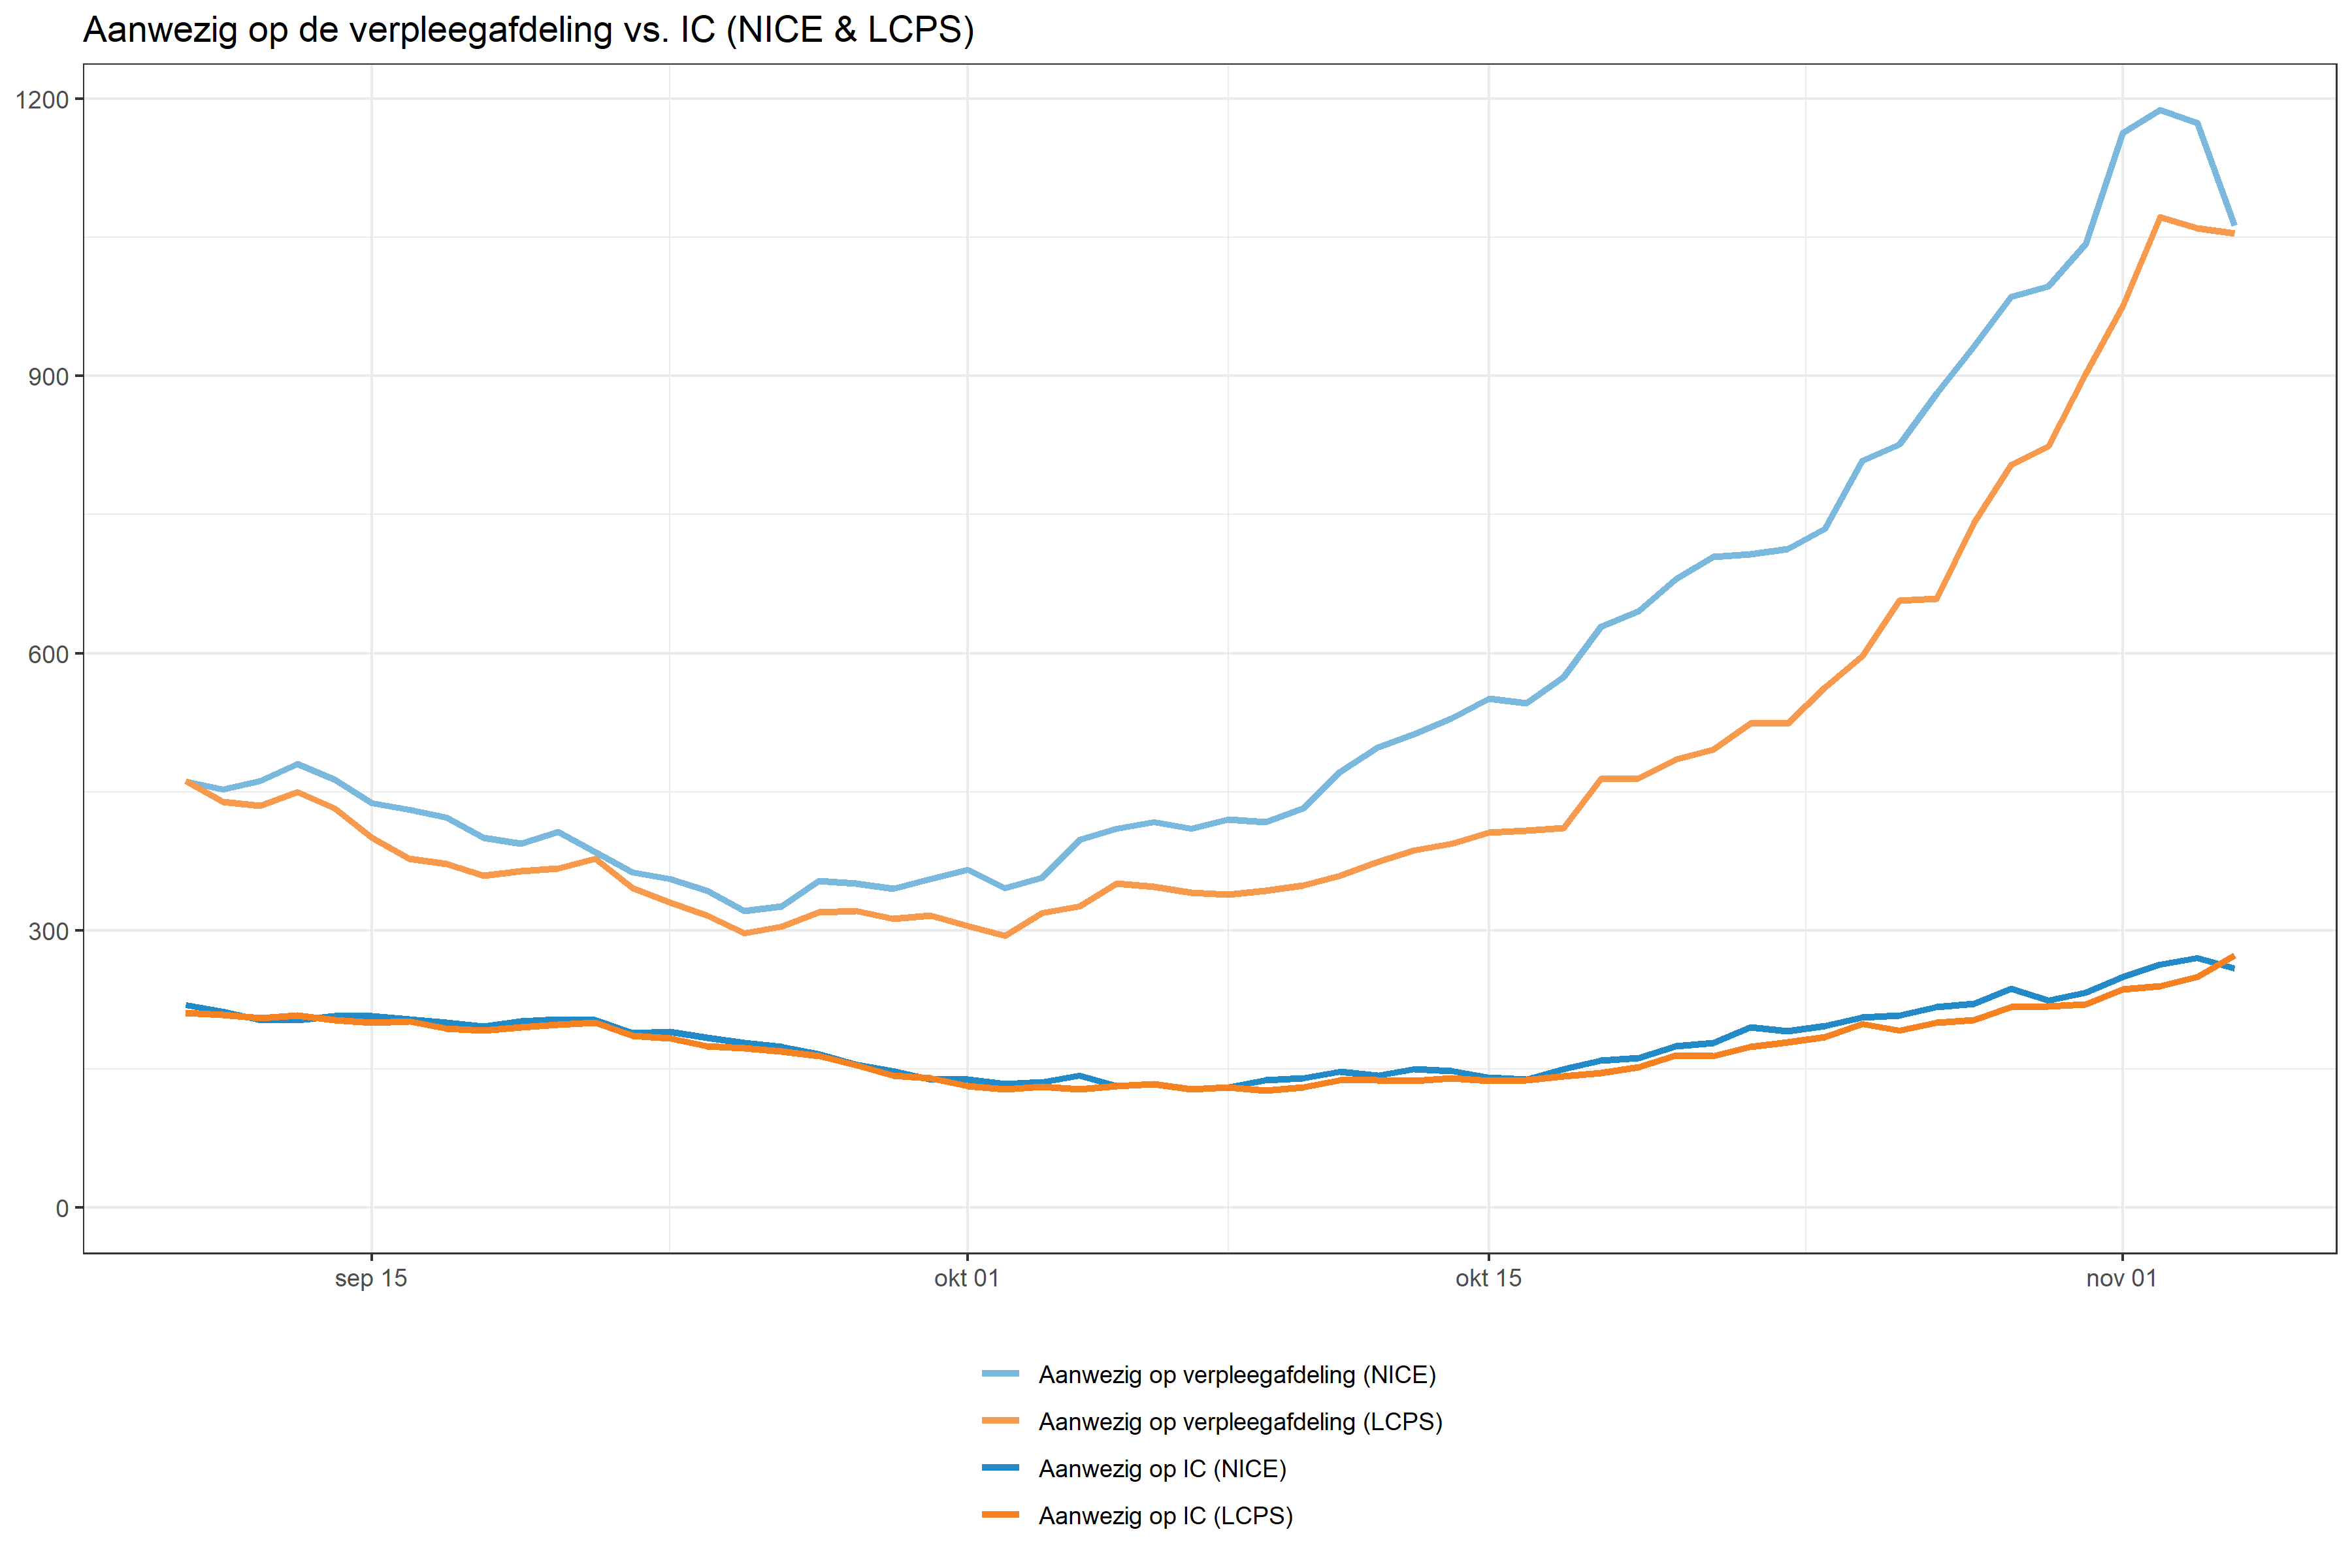 Aanwezig op de verpleegafdeling vs. IC (NICE & LCPS)
1200
900
600
300
0
sep 15
okt 01
okt 15
nov 01
Aanwezig op verpleegafdeling (NICE)
Aanwezig op verpleegafdeling (LCPS)
Aanwezig op IC (NICE)
Aanwezig op IC (LCPS)